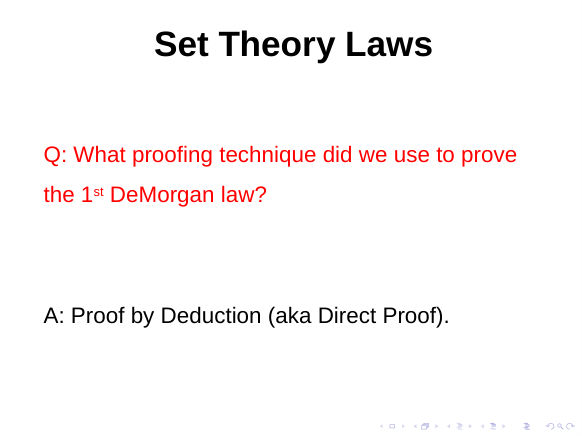 Set Theory Laws
Q: What proofing technique did we use to prove
the 1st DeMorgan law?
A: Proof by Deduction (aka Direct Proof).